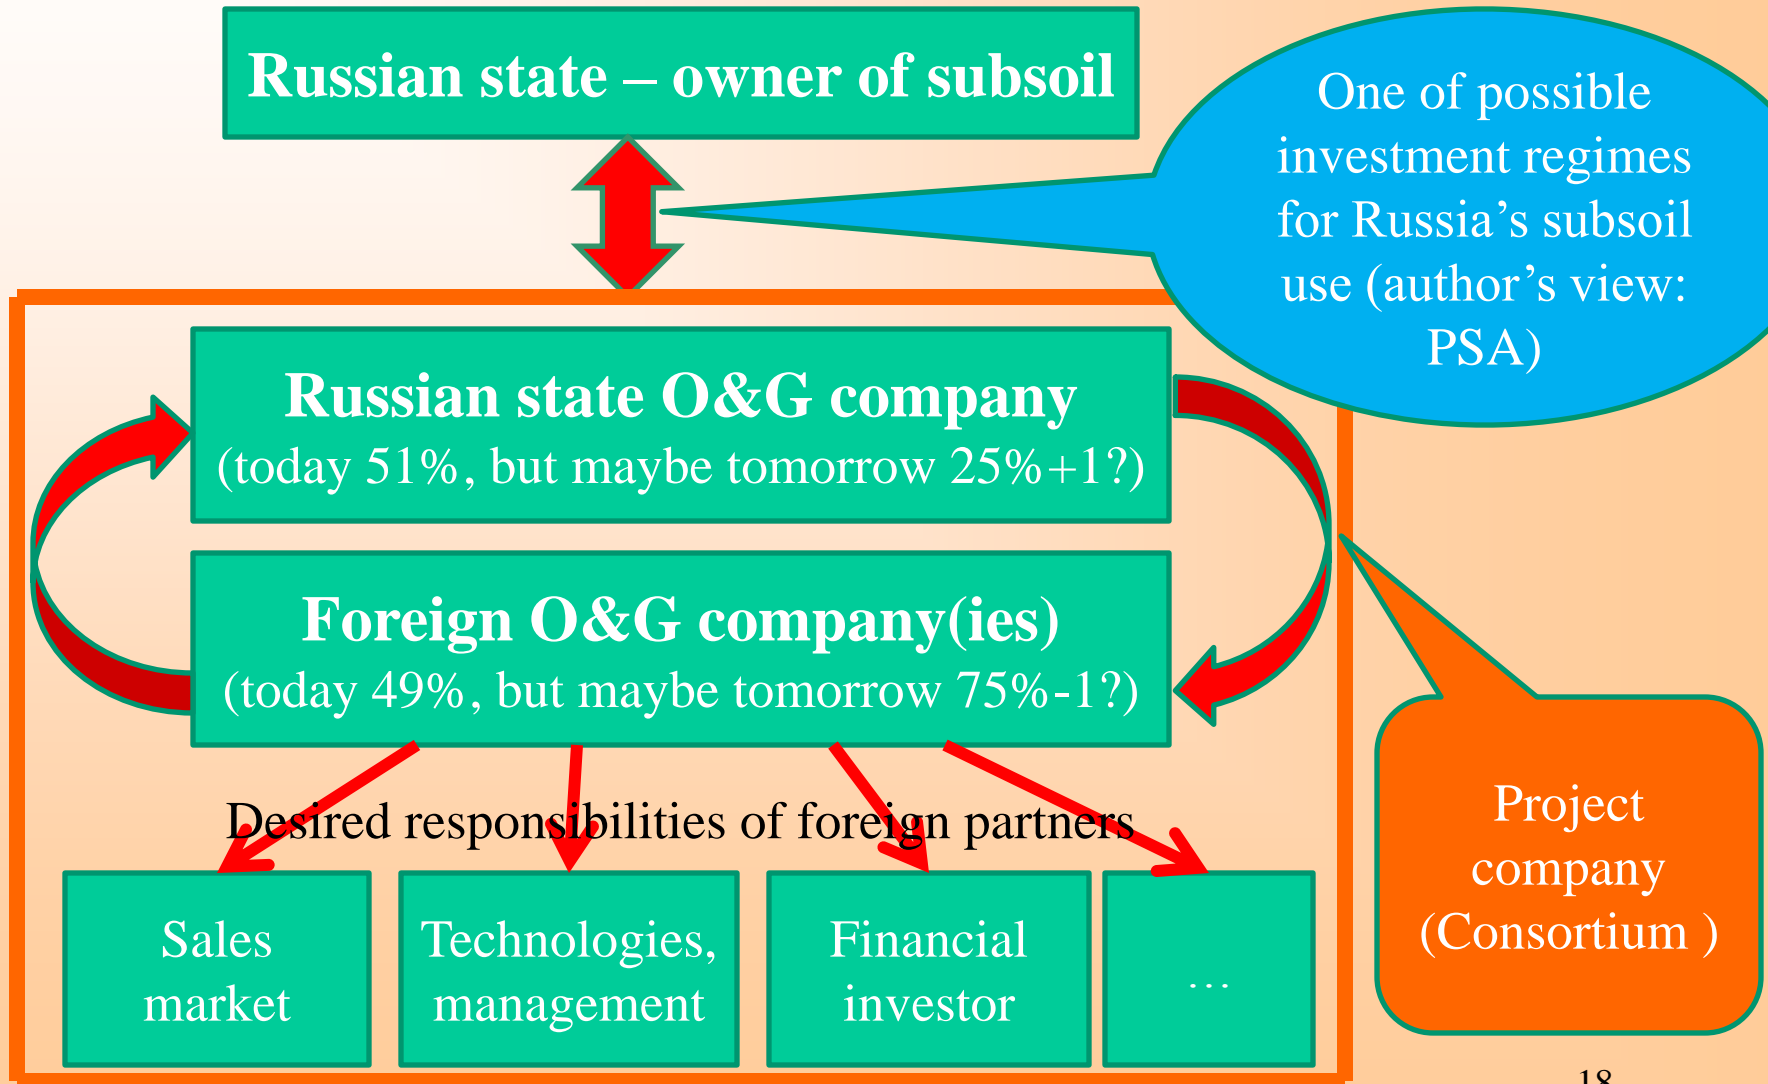 Russian state – owner of subsoil
One of possible
investment regimes
for Russia’s subsoil
use (author’s view:
PSA)
Russian state O&G company
(today 51%, but maybe tomorrow 25%+1?)
Foreign O&G company(ies)
(today 49%, but maybe tomorrow 75%-1?)
Desired responsibilities of foreign partners
Sales
market
Technologies,
management
Financial
investor
…
Project
company
(Consortium )
18